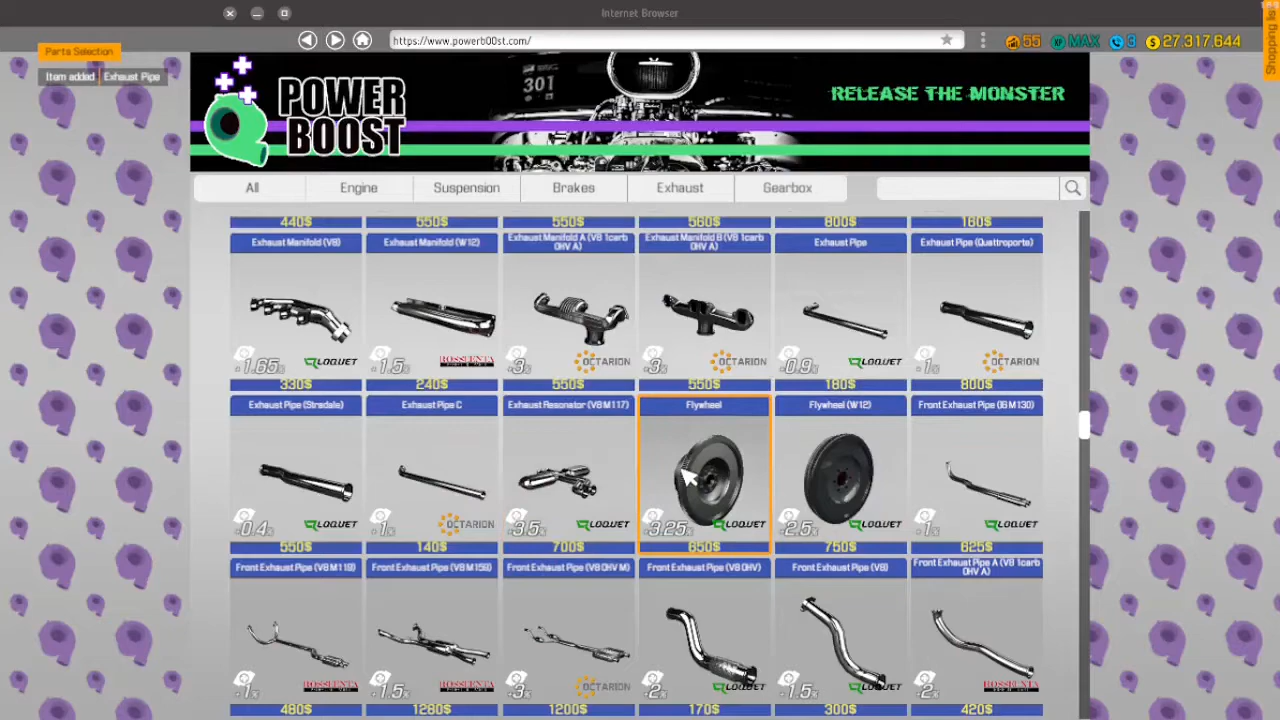 Internet Browser
https://www.powerb00st.com/
55 MAX 3 $ 27,317,644
Shopping list
Parts Selection
Item added Exhaust Pipe
301
POWER
BOOST
RELEASE THE MONSTER
All Engine Suspension Brakes Exhaust Gearbox
440$ 550$ 550$ 560$ 800$ 160$
Exhaust Manifold (V8)
Exhaust Manifold (W12)
Exhaust Manifold A (V8 1carb
OHV A)
Exhaust Manifold B (V8 1carb
OHV A)
Exhaust Pipe
Exhaust Pipe (Quattroporte)
+1.65% LOQUET
+1.5%
+3% OCTARION
+3% OCTARION
+0.9% LOQUET
+1% OCTARION
330$ 240$ 550$ 550$ 180$ 800$
Exhaust Pipe (Stradale)
Exhaust Pipe C
Exhaust Resonator (V8 M117)
Flywheel
Flywheel (W12)
Front Exhaust Pipe (I6 M130)
+0.4% LOQUET
+1% OCTARION
+3.5% LOQUET
+3.25% LOQUET
+2.5% LOQUET
+1% LOQUET
550$ 140$ 700$ 650$ 750$ 625$
Front Exhaust Pipe (V8 M119)
Front Exhaust Pipe (V8 M156)
Front Exhaust Pipe (V8 OHV M)
Front Exhaust Pipe (V8 OHV)
Front Exhaust Pipe (V8)
Front Exhaust Pipe A (V8 1carb
OHV A)
+1%
+1.5%
+3% OCTARION
+2% LOQUET
+1.5% LOQUET
+2%
480$ 1280$ 1200$ 170$ 300$ 420$